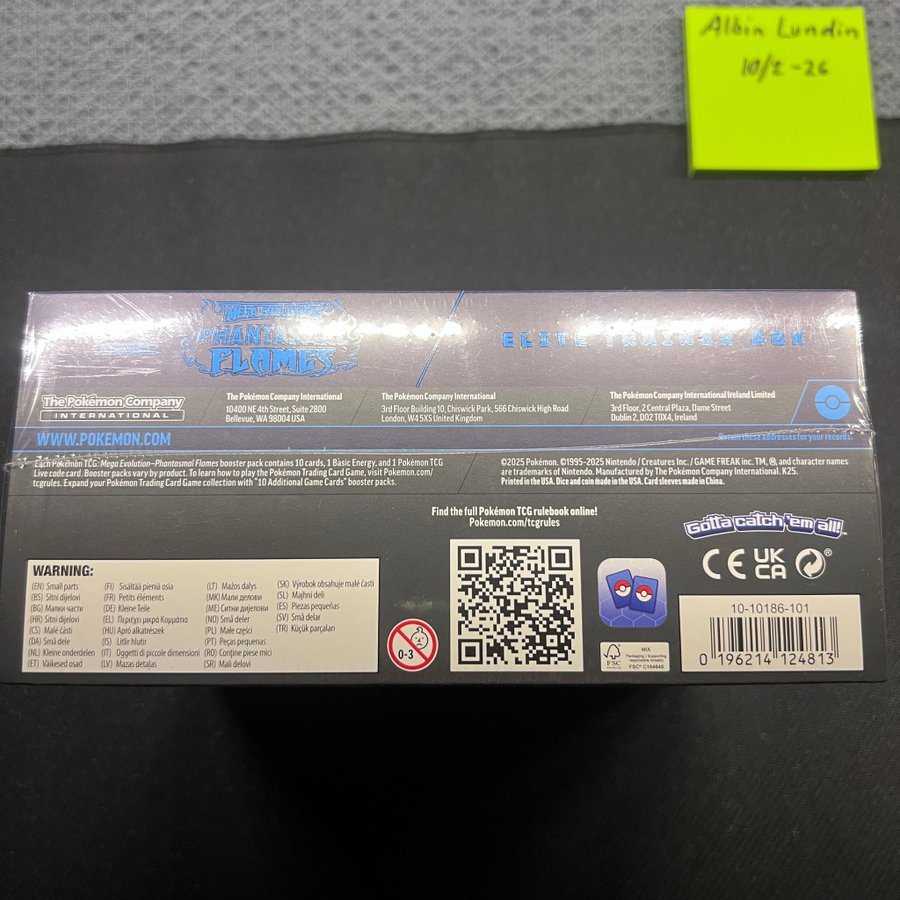 Albin Lundin
10/2-26
MEGA EVOLUTION
PHANTASMAL
FLAMES
ELITE TRAINER BOX
The Pokémon Company
INTERNATIONAL
The Pokémon Company International
10400 NE 4th Street, Suite 2800
Bellevue, WA 98004 USA
The Pokémon Company International
3rd Floor Building 10, Chiswick Park, 566 Chiswick High Road
London, W4 5XS United Kingdom
The Pokémon Company International Ireland Limited
3rd Floor, 2 Central Plaza, Dame Street
Dublin 2, D02 T0X4, Ireland
WWW.POKEMON.COM
Retain these addresses for your records.
Each Pokémon TCG: Mega Evolution—Phantasmal Flames booster pack contains 10 cards, 1 Basic Energy, and 1 Pokémon TCG
Live code card. Booster packs vary by product. To learn how to play the Pokémon Trading Card Game, visit Pokemon.com/
tcgrules. Expand your Pokémon Trading Card Game collection with "10 Additional Game Cards" booster packs.
©2025 Pokémon. ©1995-2025 Nintendo / Creatures Inc. / GAME FREAK inc. TM, ®, and character names
are trademarks of Nintendo. Manufactured by The Pokémon Company International. K25.
Printed in the USA. Dice and coin made in the USA. Card sleeves made in China.
Find the full Pokémon TCG rulebook online!
Pokemon.com/tcgrules
Gotta catch 'em all!™
CE UK CA ®
WARNING:
(EN) Small parts
(BS) Sitni dijelovi
(BG) Малки части
(HR) Sitni dijelovi
(CS) Malé části
(DA) Små dele
(NL) Kleine onderdelen
(ET) Väikesed osad
(FI) Sisältää pieniä osia
(FR) Petits éléments
(DE) Kleine Teile
(EL) Περιέχει μικρά Κομμάτια
(HU) Apró alkatrészek
(IS) Litlir hlutir
(IT) Oggetti di piccole dimensioni
(LV) Mazas detaļas
(LT) Mažos dalys
(MK) Мали делови
(ME) Ситни дијелови
(NO) Små deler
(PL) Małe części
(PT) Peças pequenas
(RO) Conține piese mici
(SR) Mali delovi
(SK) Výrobok obsahuje malé časti
(SL) Majhni deli
(ES) Piezas pequeñas
(SV) Små delar
(TR) Küçük parçaları
0-3
FSC
MIX
Packaging | Supporting
responsible forestry
FSC® C164645
10-10186-101
0 196214 124813